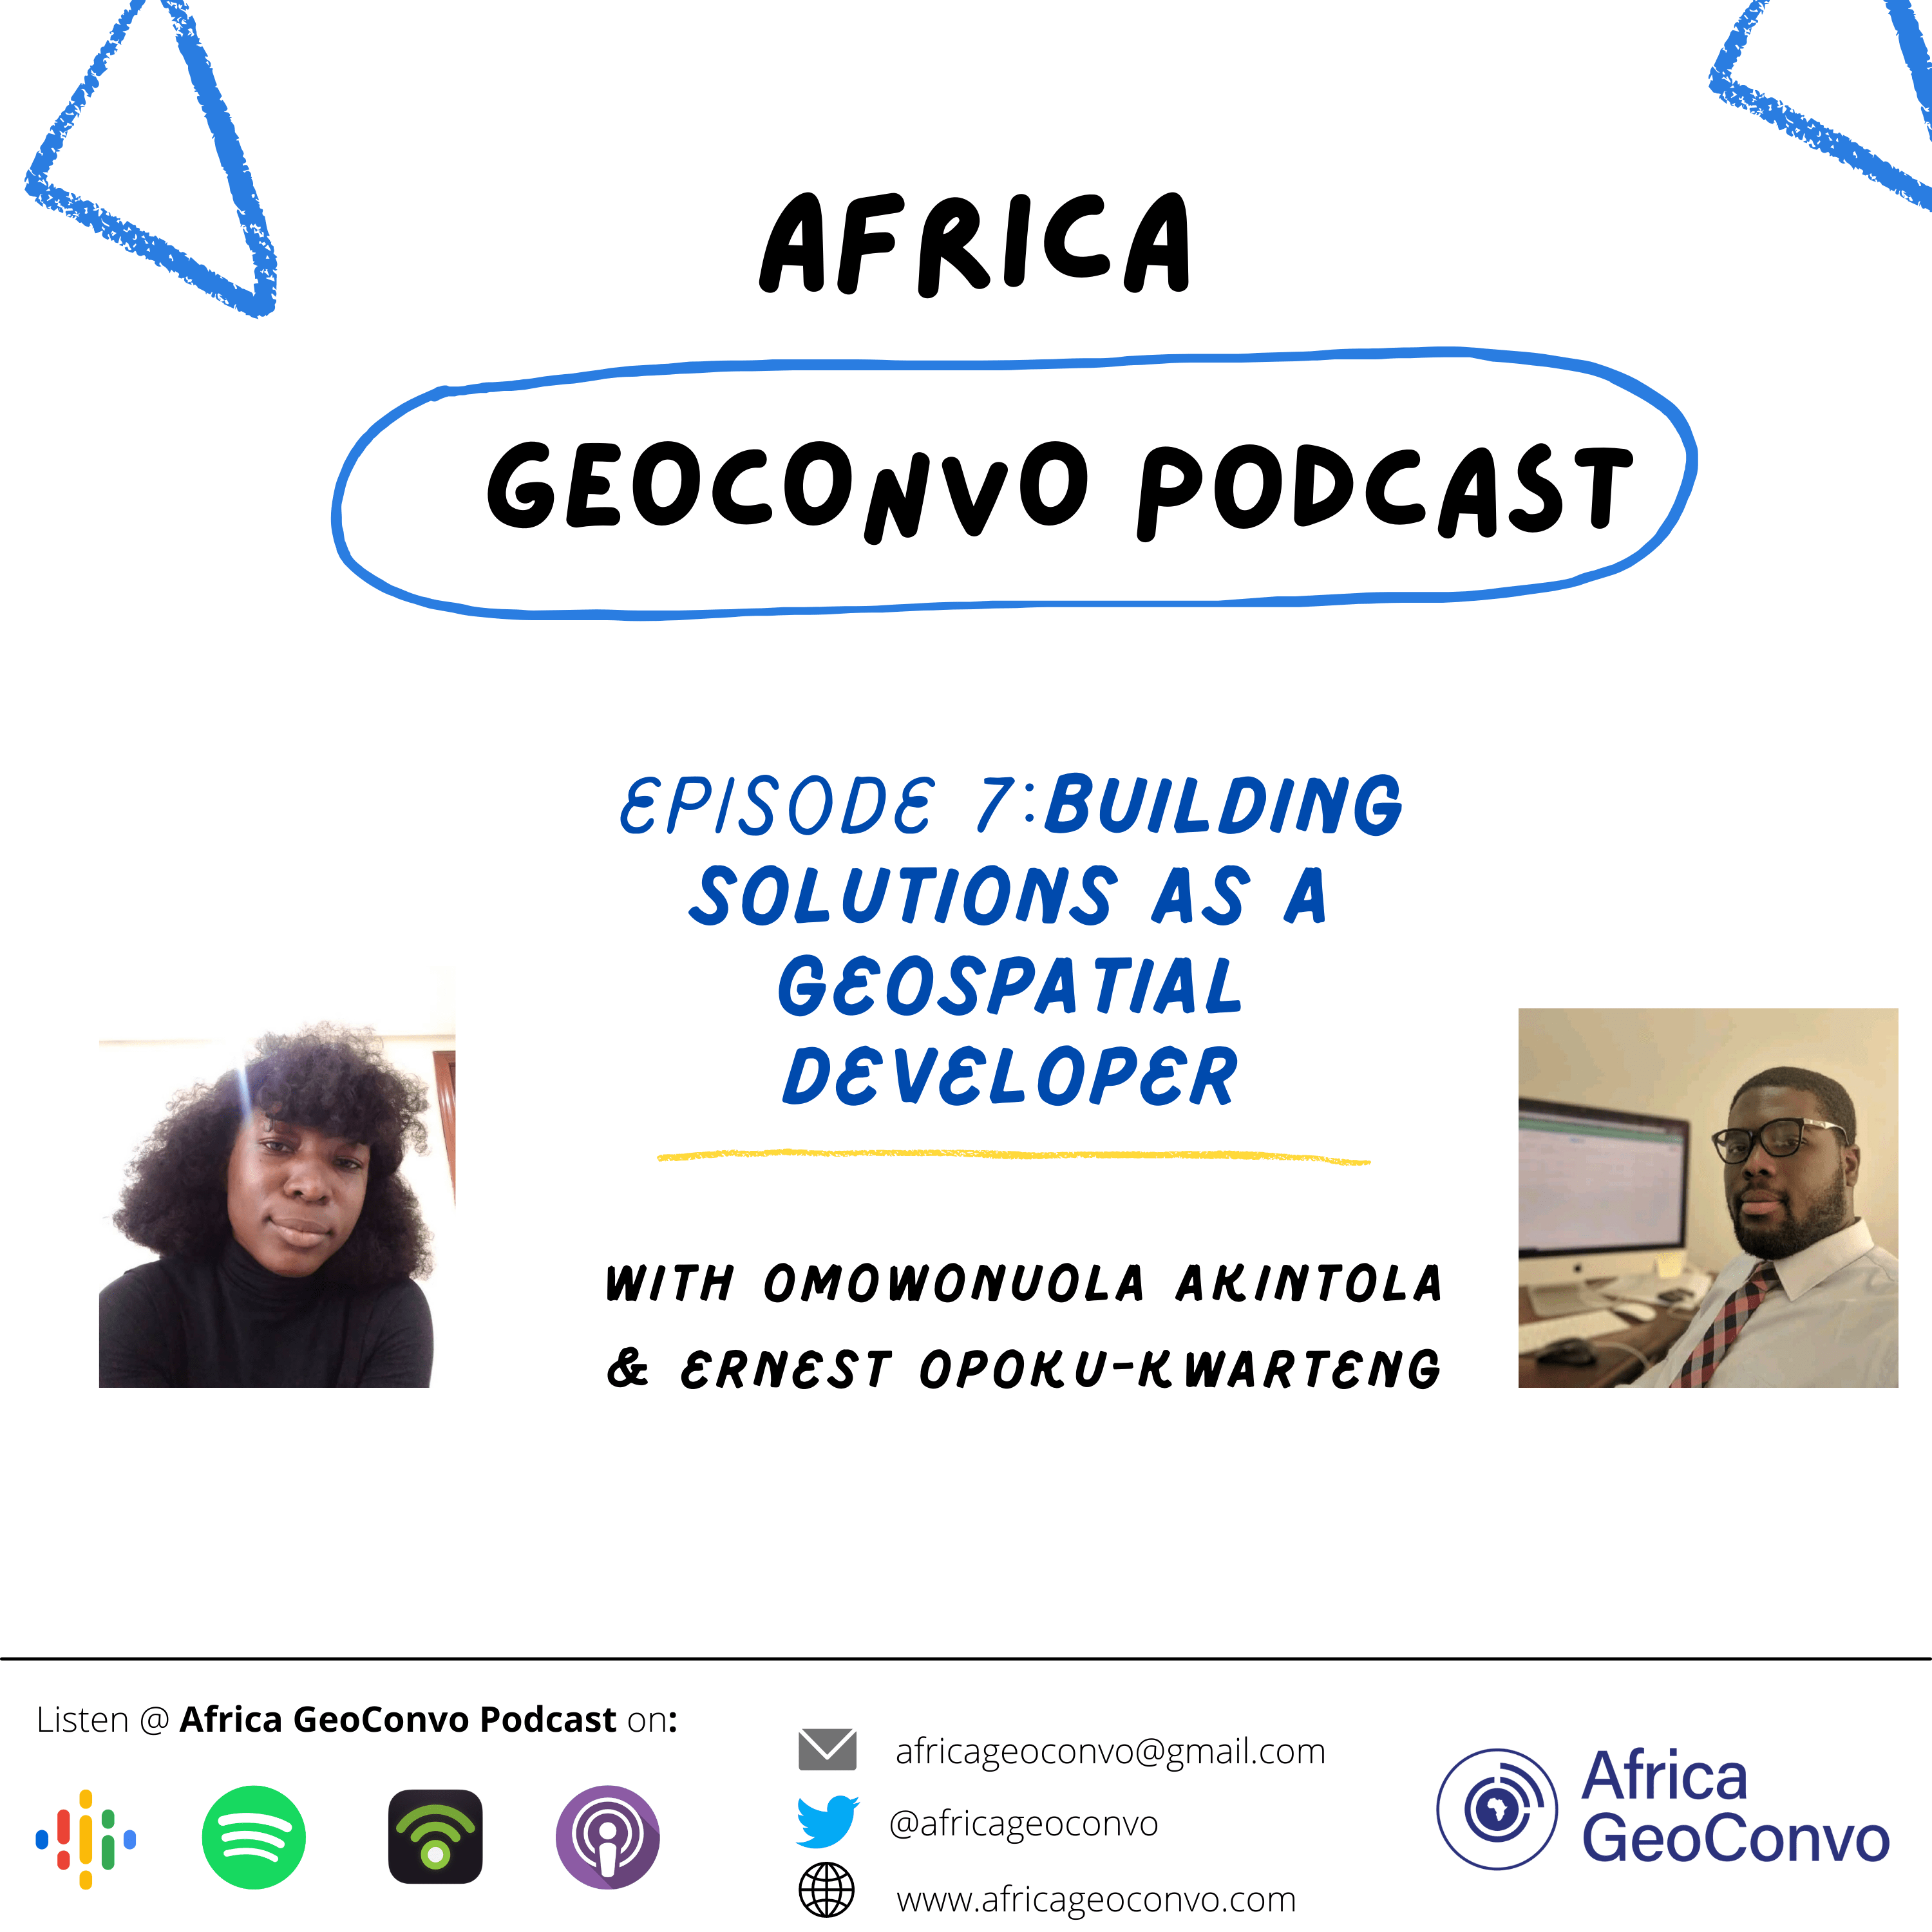 AFRICA
GEOCONVO PODCAST
EPISODE 7:BUILDING
SOLUTIONS AS A
GEOSPATIAL
DEVELOPER
WITH OMOWONUOLA AKINTOLA
& ERNEST OPOKU-KWARTENG
Listen @ Africa GeoConvo Podcast on:
africageoconvo@gmail.com
@africageoconvo
www.africageoconvo.com
Africa
GeoConvo